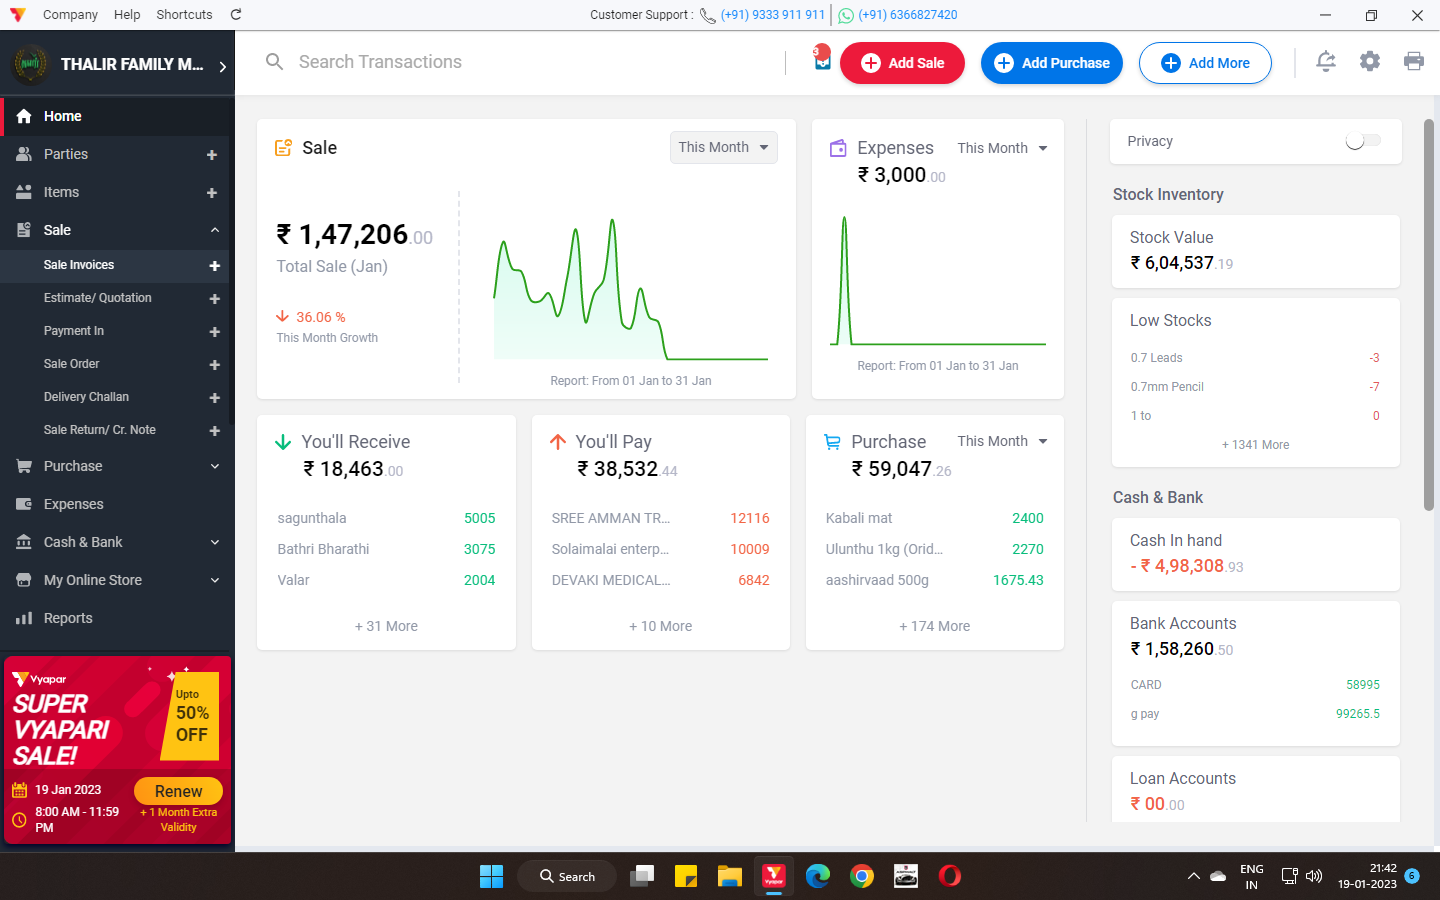 Company Help Shortcuts
Customer Support : (+91) 9333 911 911 (+91) 6366827420
THALIR FAMILY M...
Search Transactions
3
Add Sale
Add Purchase
Add More
Home
Parties
Items
Sale
Sale Invoices
Estimate/ Quotation
Payment In
Sale Order
Delivery Challan
Sale Return/ Cr. Note
Purchase
Expenses
Cash & Bank
My Online Store
Reports
Vyapar
SUPER
VYAPARI
SALE!
Upto
50%
OFF
19 Jan 2023
8:00 AM - 11:59
PM
Renew
+ 1 Month Extra
Validity
Sale
This Month
₹ 1,47,206.00
Total Sale (Jan)
36.06 %
This Month Growth
Report: From 01 Jan to 31 Jan
Expenses
This Month
₹ 3,000.00
Report: From 01 Jan to 31 Jan
You'll Receive
₹ 18,463.00
sagunthala 5005
Bathri Bharathi 3075
Valar 2004
+ 31 More
You'll Pay
₹ 38,532.44
SREE AMMAN TR... 12116
Solaimalai enterp... 10009
DEVAKI MEDICAL... 6842
+ 10 More
Purchase
This Month
₹ 59,047.26
Kabali mat 2400
Ulunthu 1kg (Orid... 2270
aashirvaad 500g 1675.43
+ 174 More
Privacy
Stock Inventory
Stock Value
₹ 6,04,537.19
Low Stocks
0.7 Leads -3
0.7mm Pencil -7
1 to 0
+ 1341 More
Cash & Bank
Cash In hand
- ₹ 4,98,308.93
Bank Accounts
₹ 1,58,260.50
CARD 58995
g pay 99265.5
Loan Accounts
₹ 00.00
Search
Vyapar
ENG
IN
21:42
19-01-2023
6